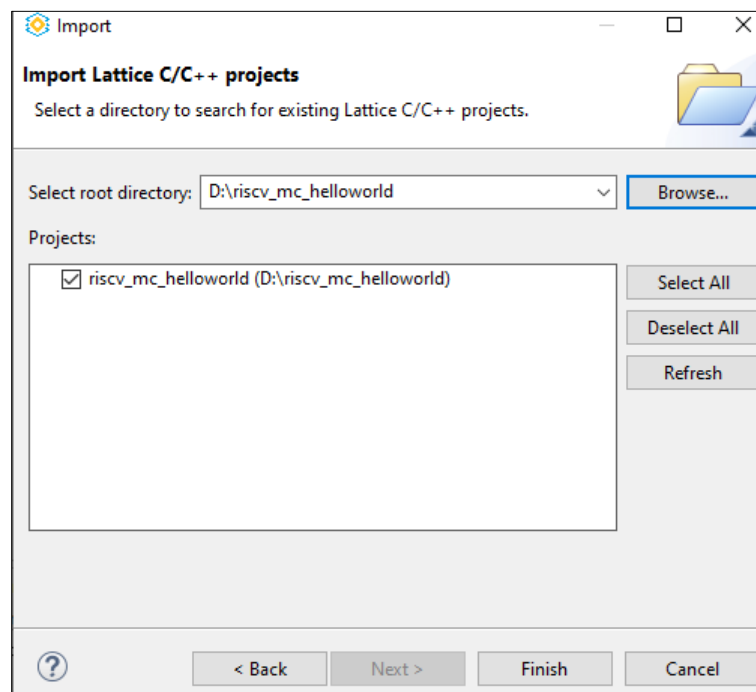 Import
Import Lattice C/C++ projects
Select a directory to search for existing Lattice C/C++ projects.
Select root directory: D:\riscv_mc_helloworld Browse...
Projects:
riscv_mc_helloworld (D:\riscv_mc_helloworld)
Select All
Deselect All
Refresh
? < Back Next > Finish Cancel